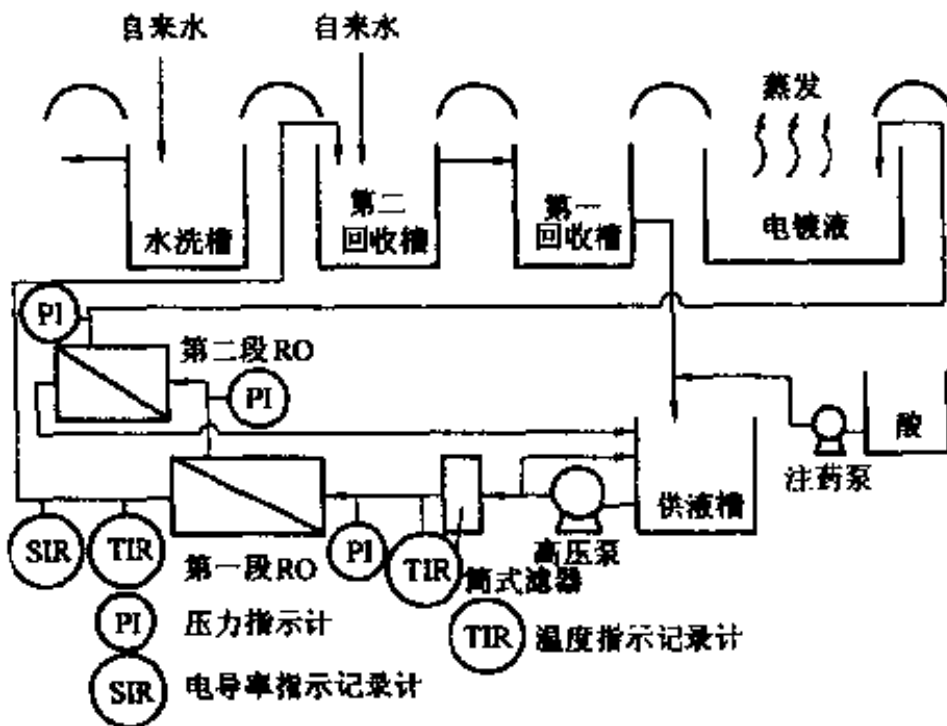 自来水
自来水
蒸发
水洗槽
第二
回收槽
第一
回收槽
电镀液
PI
第二段RO
PI
酸
注药泵
供液槽
高压泵
SIR
TIR
第一段RO
PI
TIR
筒式滤器
PI
压力指示计
TIR
温度指示记录计
SIR
电导率指示记录计